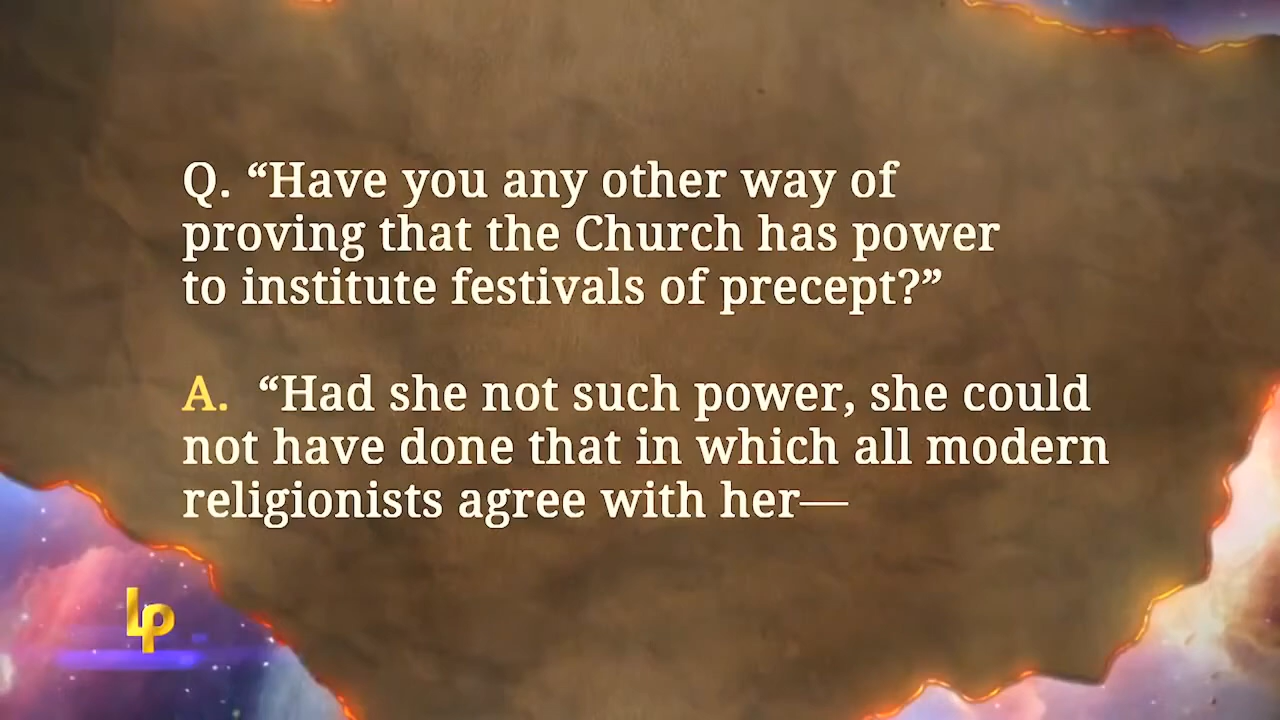 Q. “Have you any other way of
proving that the Church has power
to institute festivals of precept?”
A. “Had she not such power, she could
not have done that in which all modern
religionists agree with her—
Lp